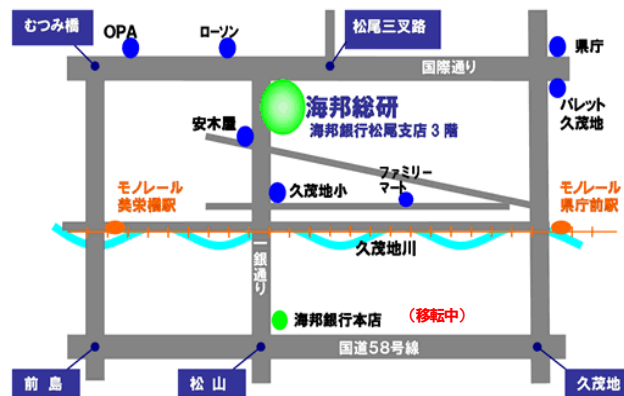 むつみ橋
OPA
ローソン
松尾三叉路
県庁
国際通り
海邦総研
海邦銀行松尾支店3階
パレット
久茂地
安木屋
ファミリー
マート
久茂地小
モノレール
美栄橋駅
モノレール
県庁前駅
久茂地川
一銀通り
海邦銀行本店
(移転中)
国道58号線
前 島
松 山
久茂地